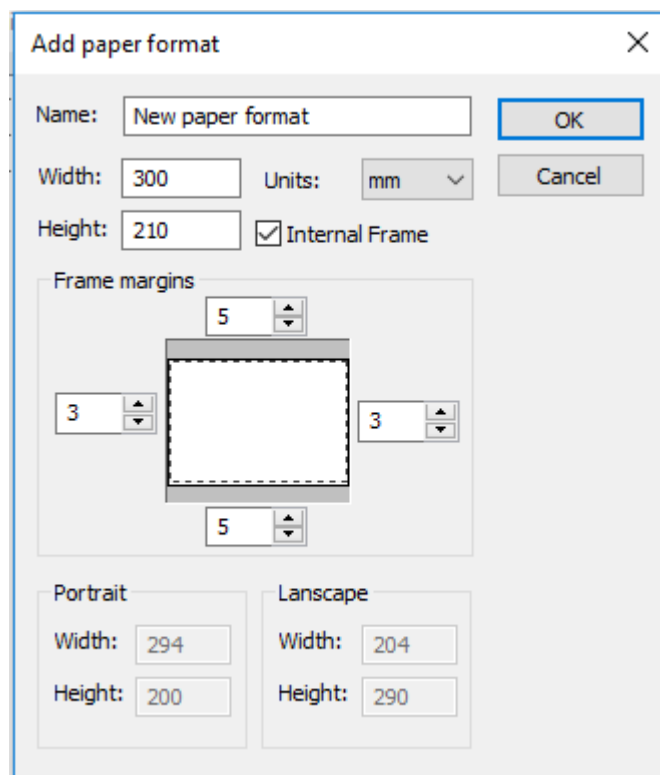 Add paper format
Name: New paper format OK
Width: 300 Units: mm Cancel
Height: 210 Internal Frame
Frame margins
5
3 3
5
Portrait Lanscape
Width: 294 Width: 204
Height: 200 Height: 290